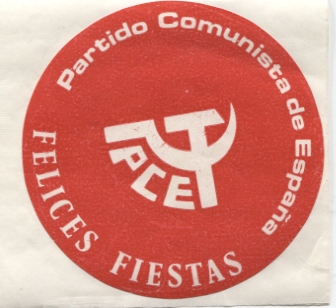 Partido Comunista de España
PCE
FELICES FIESTAS